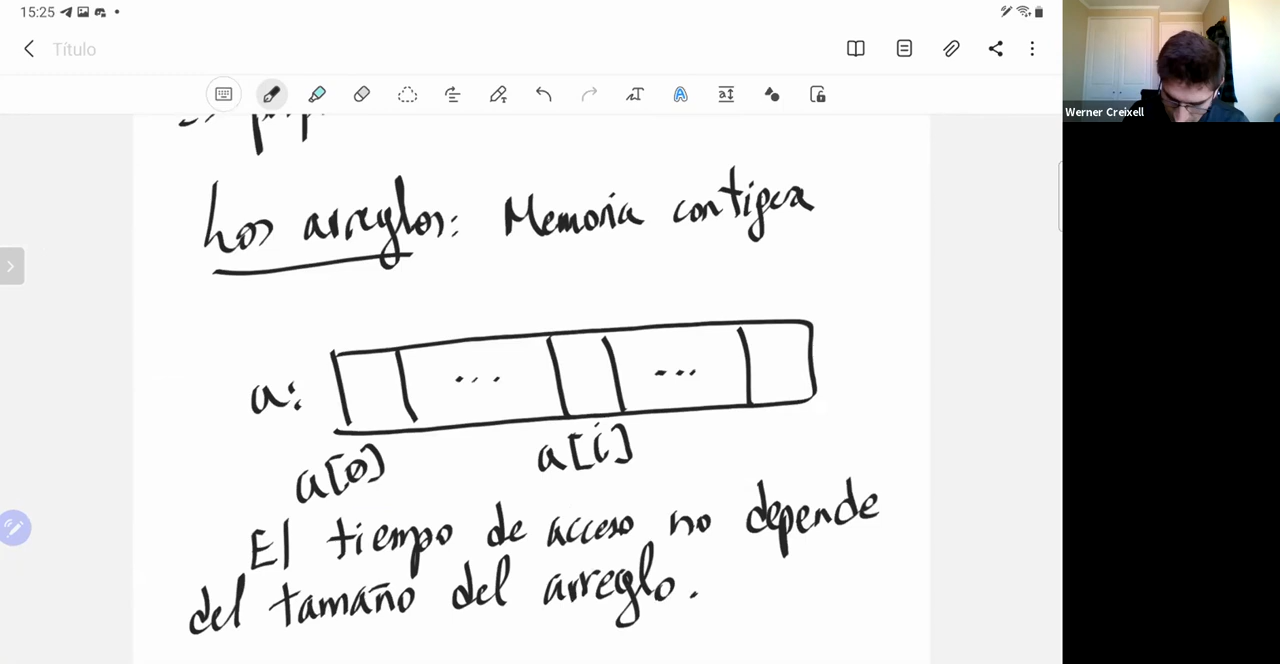 15:25
Título
Werner Creixell
Los arreglos: Memoria contigua
...
...
a:
a[0]
a[i]
El tiempo de acceso no depende
del tamaño del arreglo.